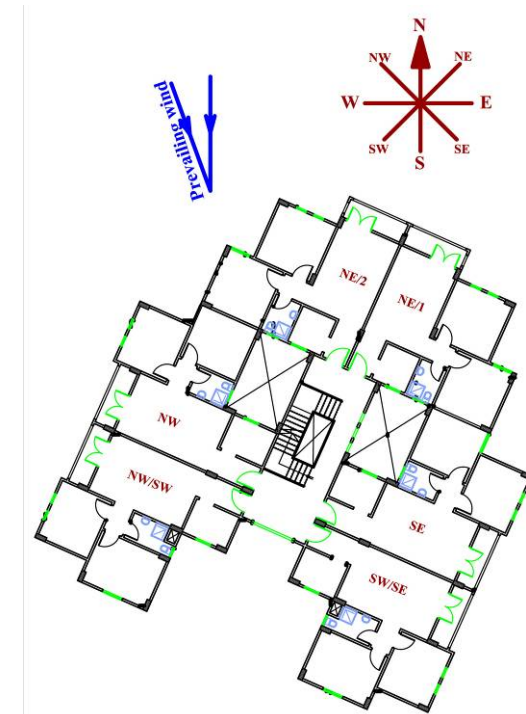 N
NW
NE
W
E
SW
SE
S
Prevailing wind
NE/2
NE/1
NW
NW/SW
SE
SW/SE